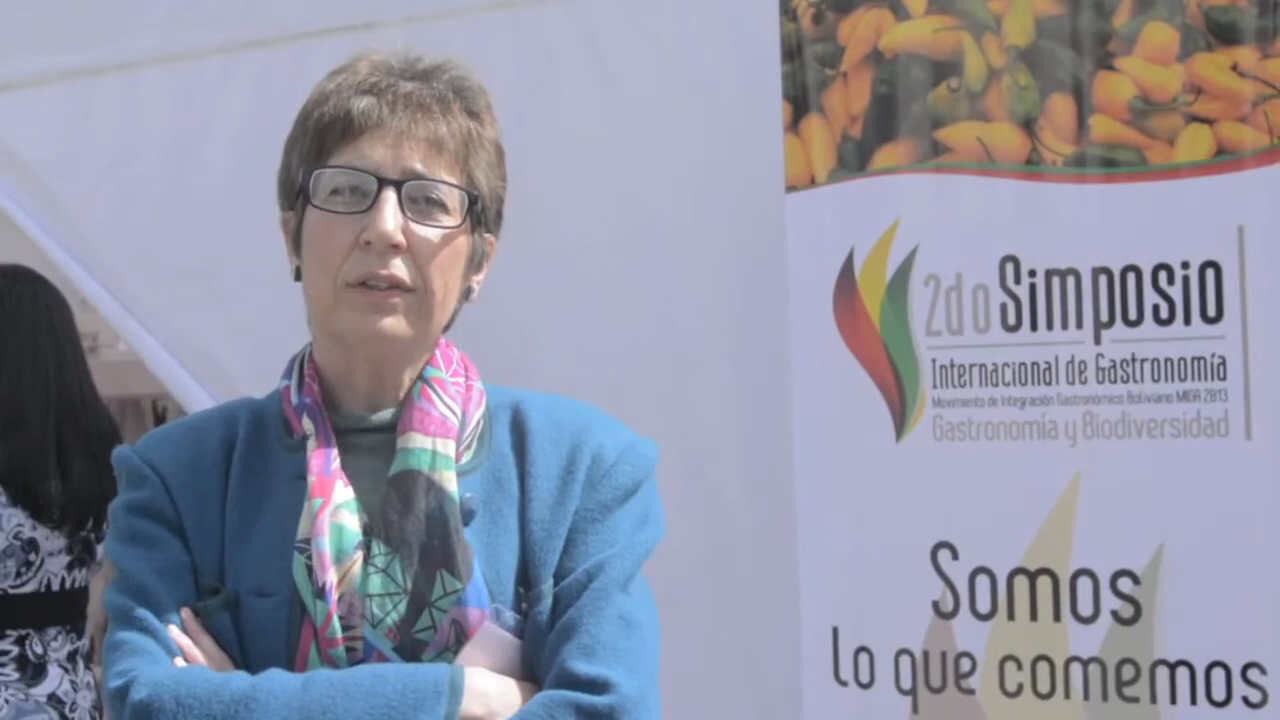 2do Simposio
Internacional de Gastronomía
Movimiento de Integración Gastronómico Boliviano MIGA 2013
Gastronomía y Biodiversidad
Somos
lo que comemos